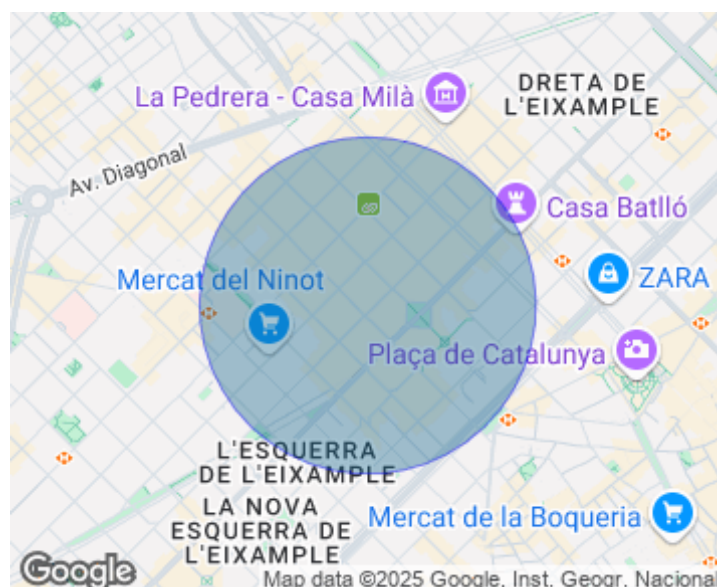 DRETA DE
L'EIXAMPLE
La Pedrera - Casa Milà
Av. Diagonal
Casa Batlló
Mercat del Ninot
ZARA
Plaça de Catalunya
L'ESQUERRA
DE L'EIXAMPLE
LA NOVA
ESQUERRA DE
L'EIXAMPLE
Mercat de la Boqueria
Google
Map data ©2025 Google, Inst. Geogr. Nacional